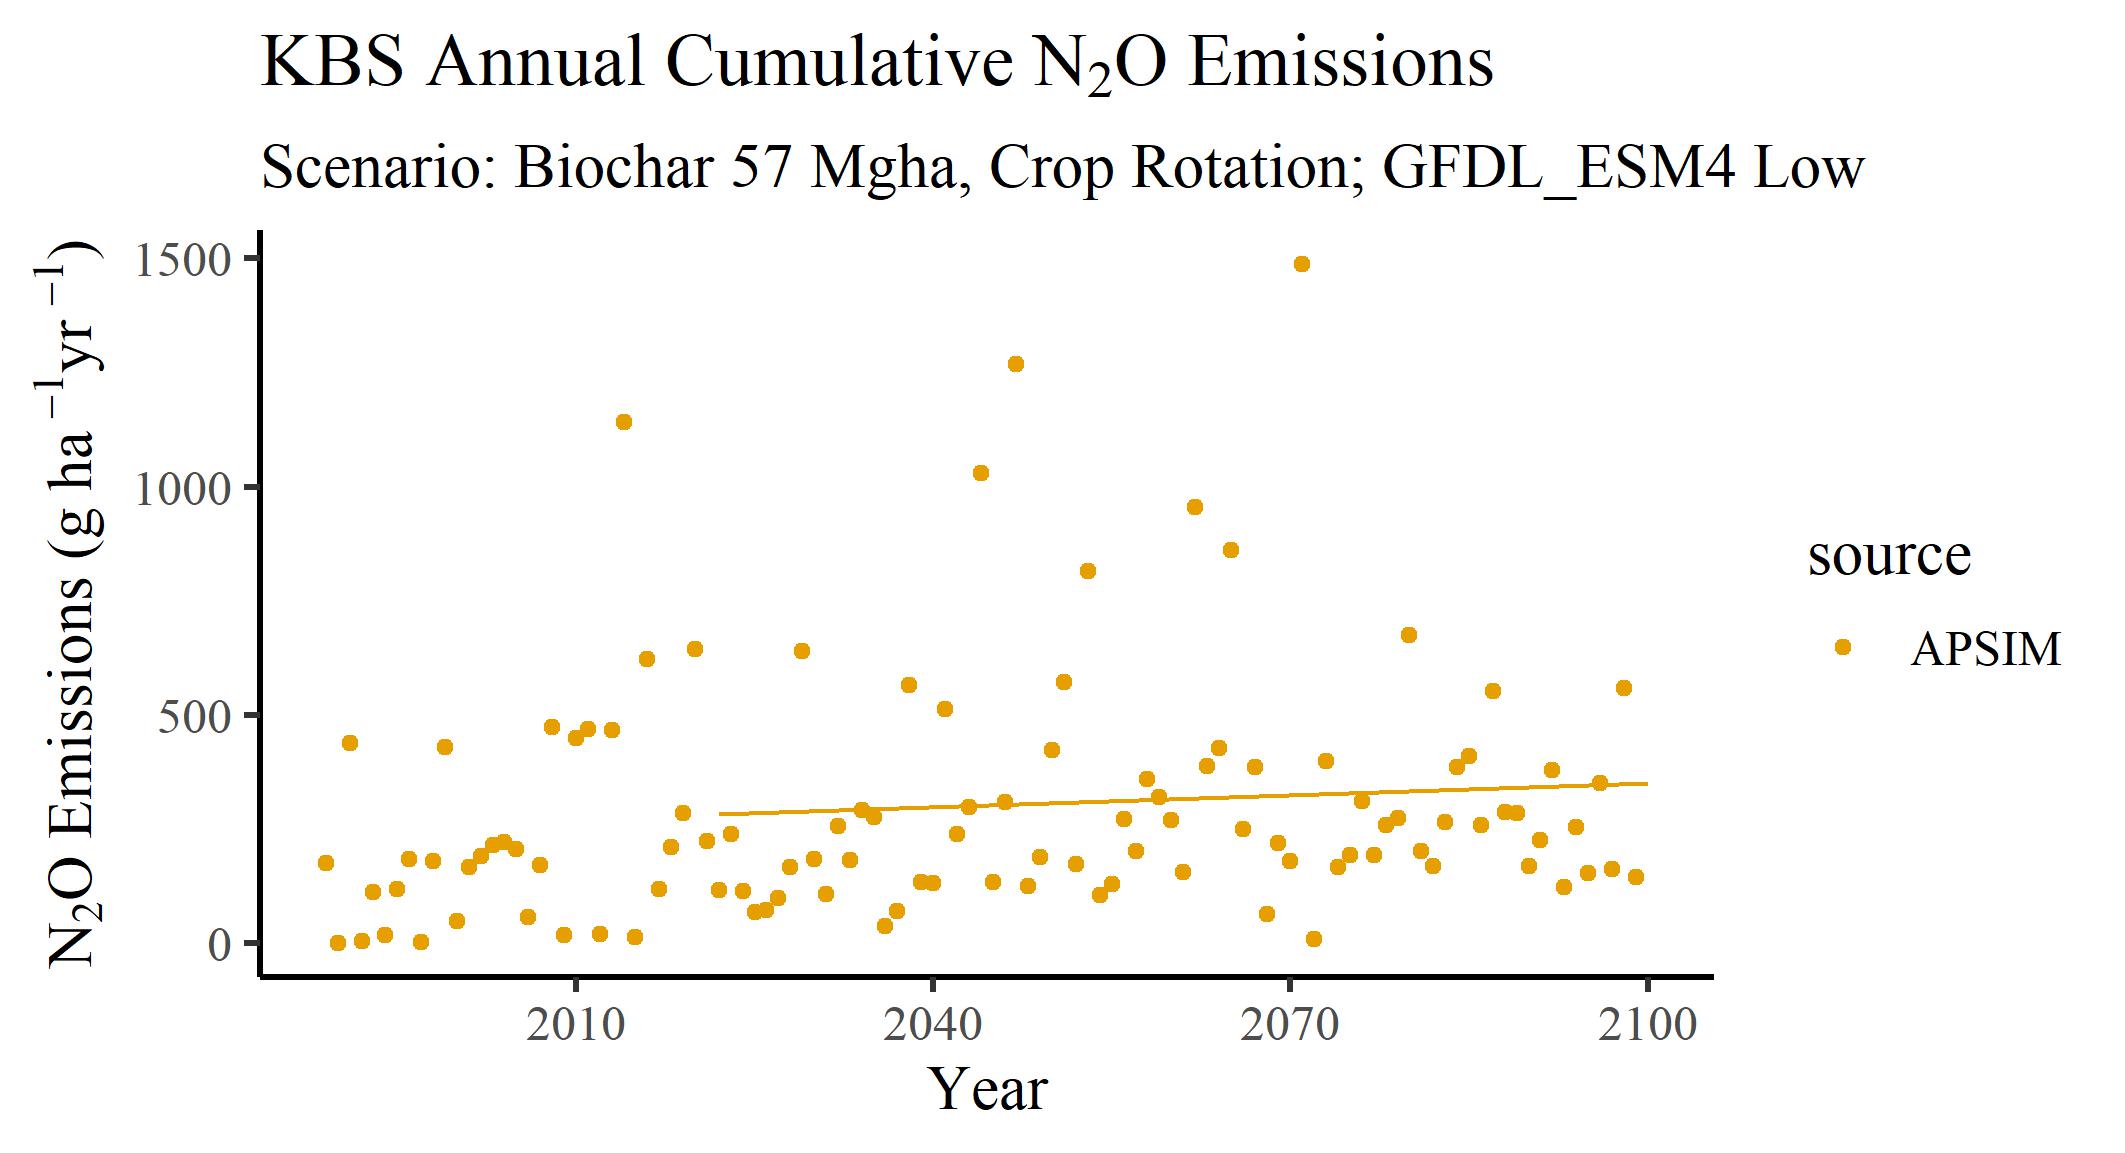 KBS Annual Cumulative N₂O Emissions
Scenario: Biochar 57 Mgha, Crop Rotation; GFDL_ESM4 Low
N₂O Emissions (g ha ⁻¹yr ⁻¹)
1500
1000
500
0
2010 2040 2070 2100
Year
source
APSIM